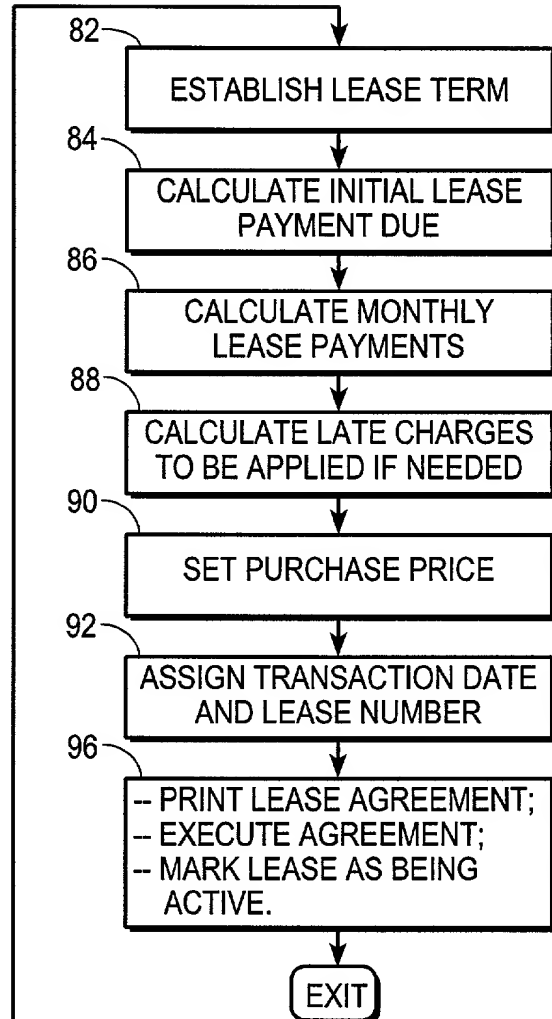 82
ESTABLISH LEASE TERM
84
CALCULATE INITIAL LEASE
PAYMENT DUE
86
CALCULATE MONTHLY
LEASE PAYMENTS
88
CALCULATE LATE CHARGES
TO BE APPLIED IF NEEDED
90
SET PURCHASE PRICE
92
ASSIGN TRANSACTION DATE
AND LEASE NUMBER
96
-- PRINT LEASE AGREEMENT;
-- EXECUTE AGREEMENT;
-- MARK LEASE AS BEING
ACTIVE.
EXIT